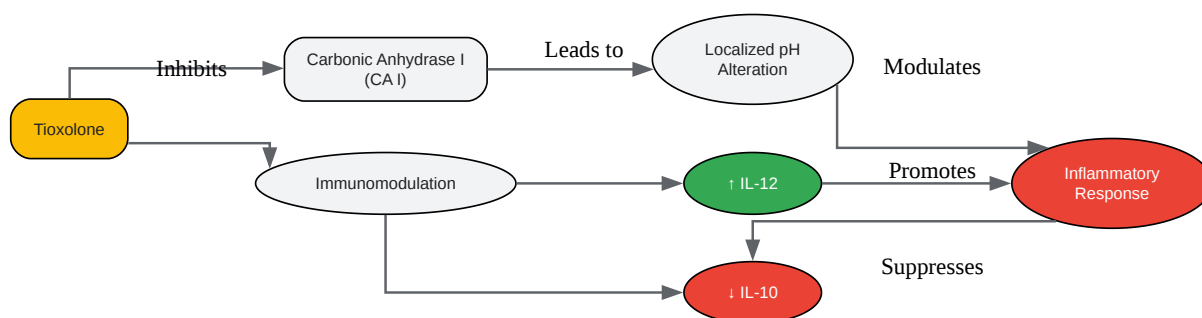 Inhibits
Carbonic Anhydrase I
(CA I)
Leads to
Localized pH
Alteration
Modulates
Tioxolone
Immunomodulation
↑ IL-12
Promotes
Inflammatory
Response
Suppresses
↓ IL-10